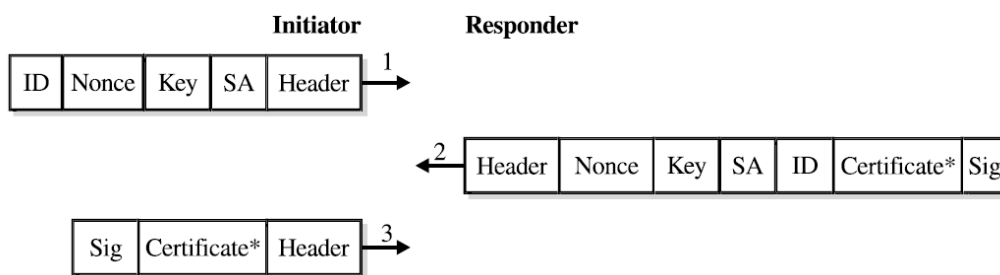 Initiator Responder
1
ID Nonce Key SA Header
2
Header Nonce Key SA ID Certificate* Sig
3
Sig Certificate* Header